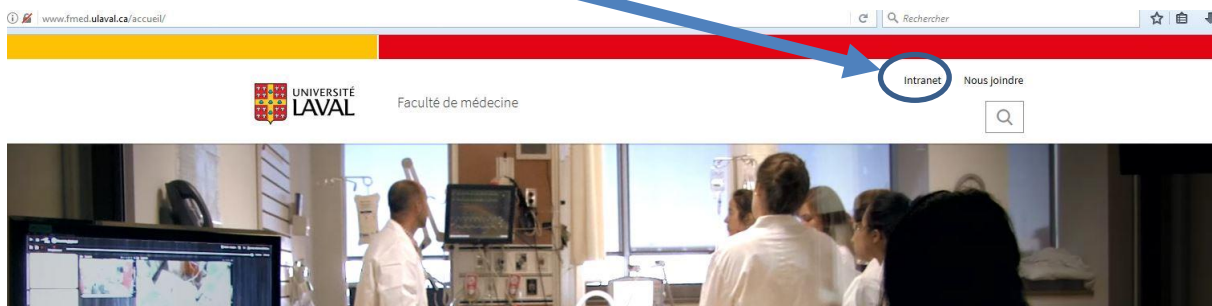 www.fmed.ulaval.ca/accueil/
Rechercher
Intranet
Nous joindre
UNIVERSITÉ
LAVAL
Faculté de médecine